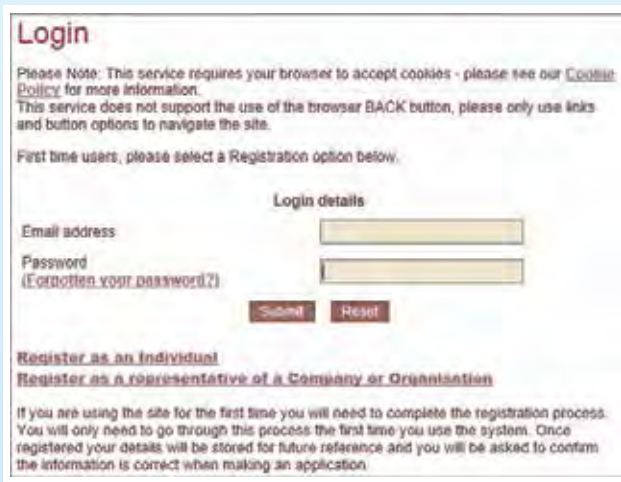 Login
Please Note: This service requires your browser to accept cookies - please see our Cookie
Policy for more information.
This service does not support the use of the browser BACK button, please only use links
and button options to navigate the site.
First time users, please select a Registration option below.
Login details
Email address
Password
(Forgotten your password?)
Submit Reset
Register as an Individual
Register as a representative of a Company or Organisation
If you are using the site for the first time you will need to complete the registration process.
You will only need to go through this process the first time you use the system. Once
registered your details will be stored for future reference and you will be asked to confirm
the information is correct when making an application